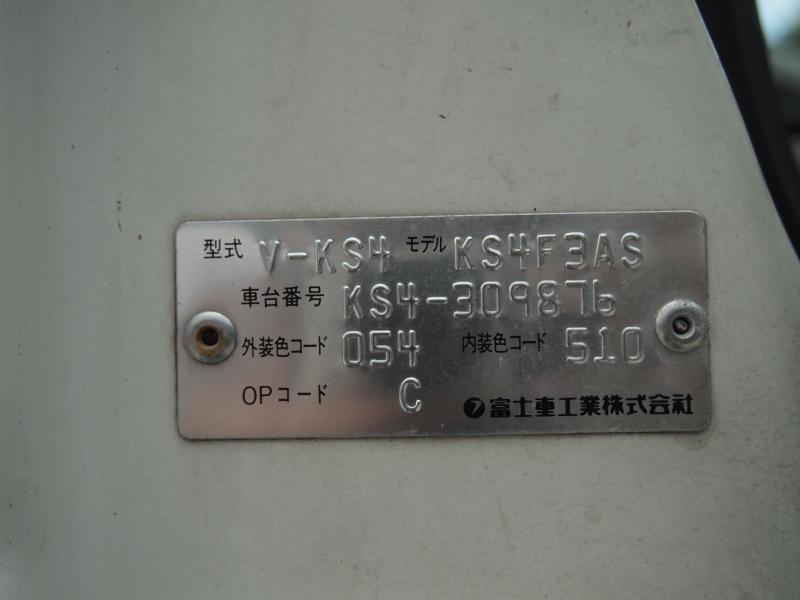 型式 V-KS4 モデル KS4F3AS
車台番号 KS4-309876
外装色コード 054 内装色コード 510
OPコード C フ富士重工業株式会社